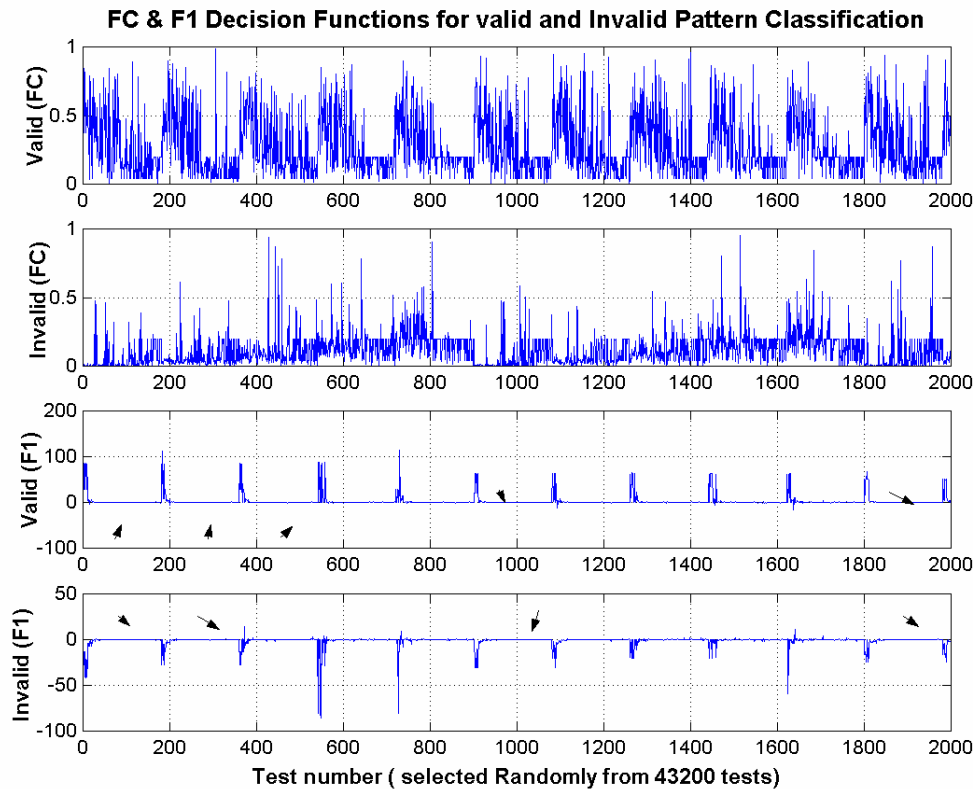 FC & F1 Decision Functions for valid and Invalid Pattern Classification
Valid (FC)
1
0.5
0
0 200 400 600 800 1000 1200 1400 1600 1800 2000
Invalid (FC)
1
0.5
0
0 200 400 600 800 1000 1200 1400 1600 1800 2000
Valid (F1)
200
100
0
-100
0 200 400 600 800 1000 1200 1400 1600 1800 2000
Invalid (F1)
50
0
-50
-100
0 200 400 600 800 1000 1200 1400 1600 1800 2000
Test number ( selected Randomly from 43200 tests)